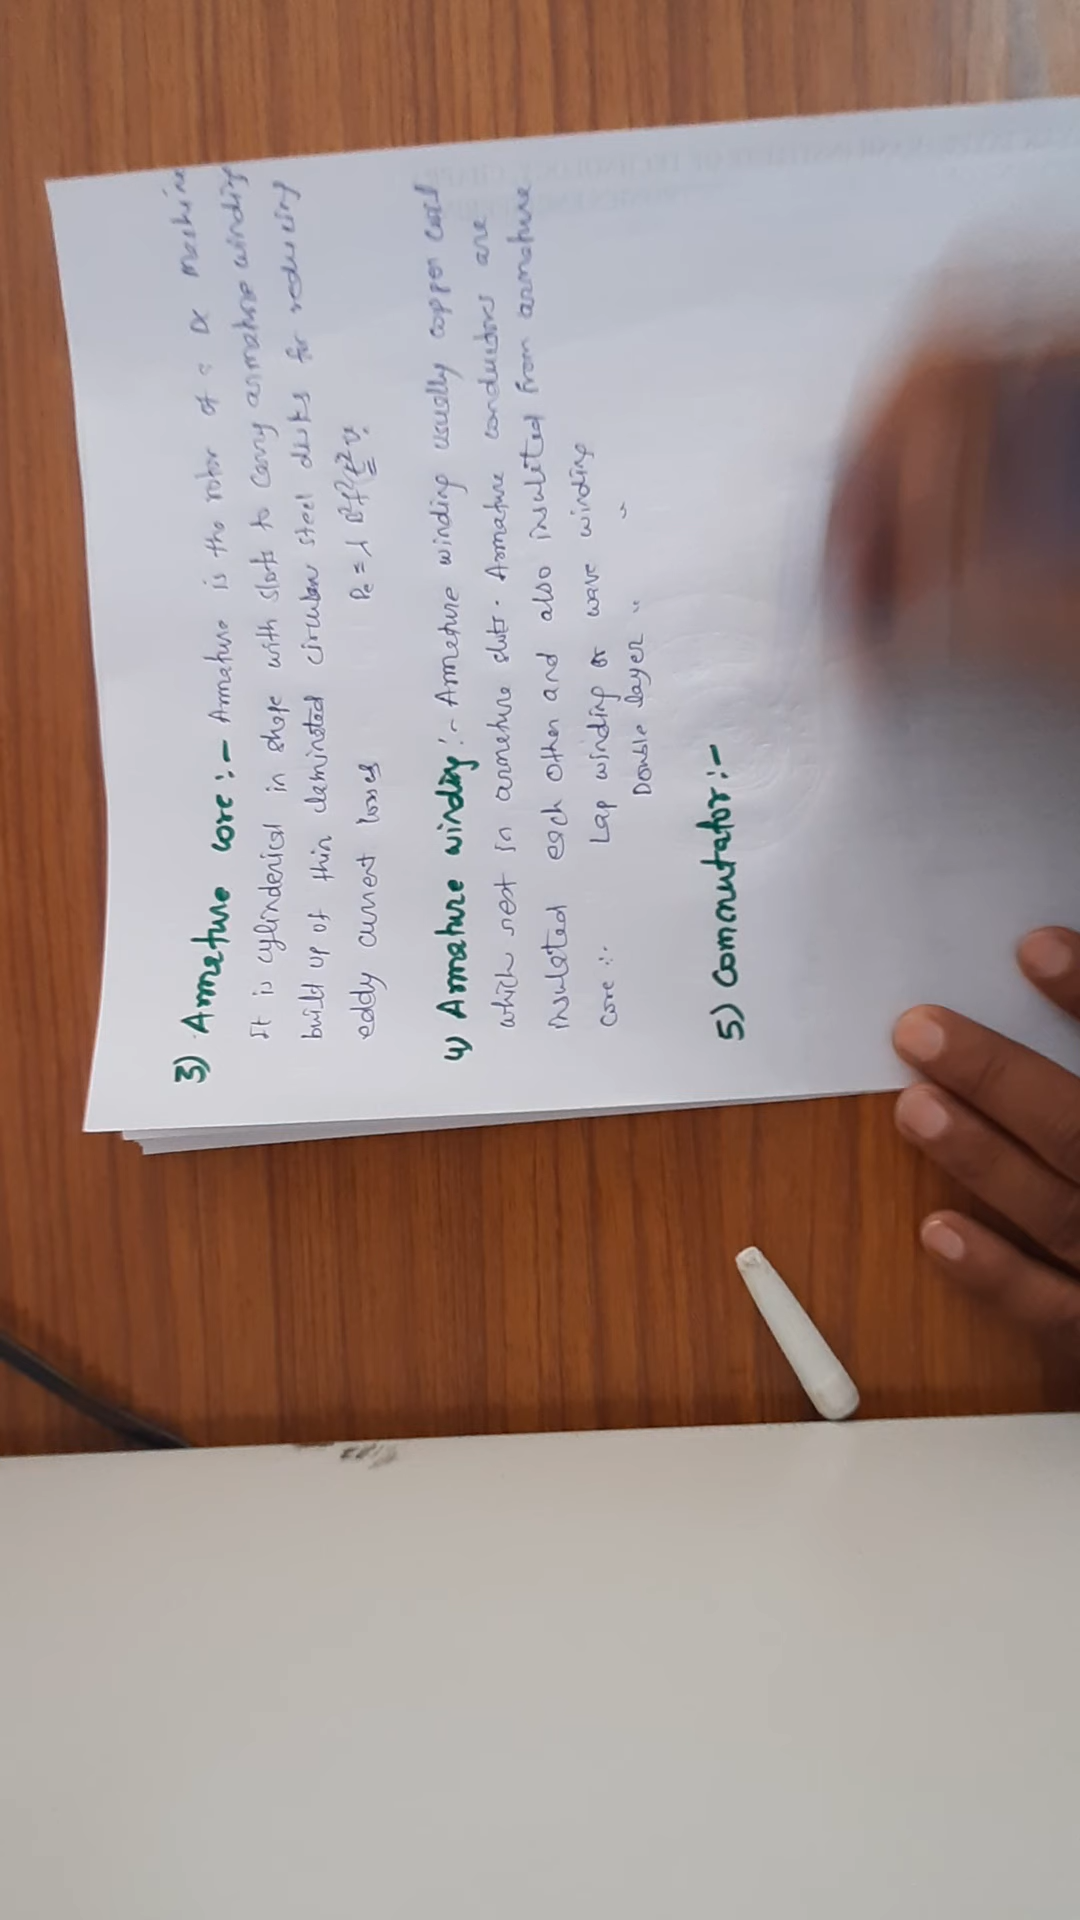 3) Armature core :- Armature is the rotor of a DC machine
It is cylinderical in shape with slots to carry armature winding
build up of thin laminated circular steel disks for reducing
eddy current losses Pe = λ B²f²t²v.
4) Armature winding :- Armature winding usually copper coil
which rest in armature slots. Armature conductors are
insulated each other and also insulated from armature
core. Lap winding or wave winding
Double layer " "
5) Commutator :-